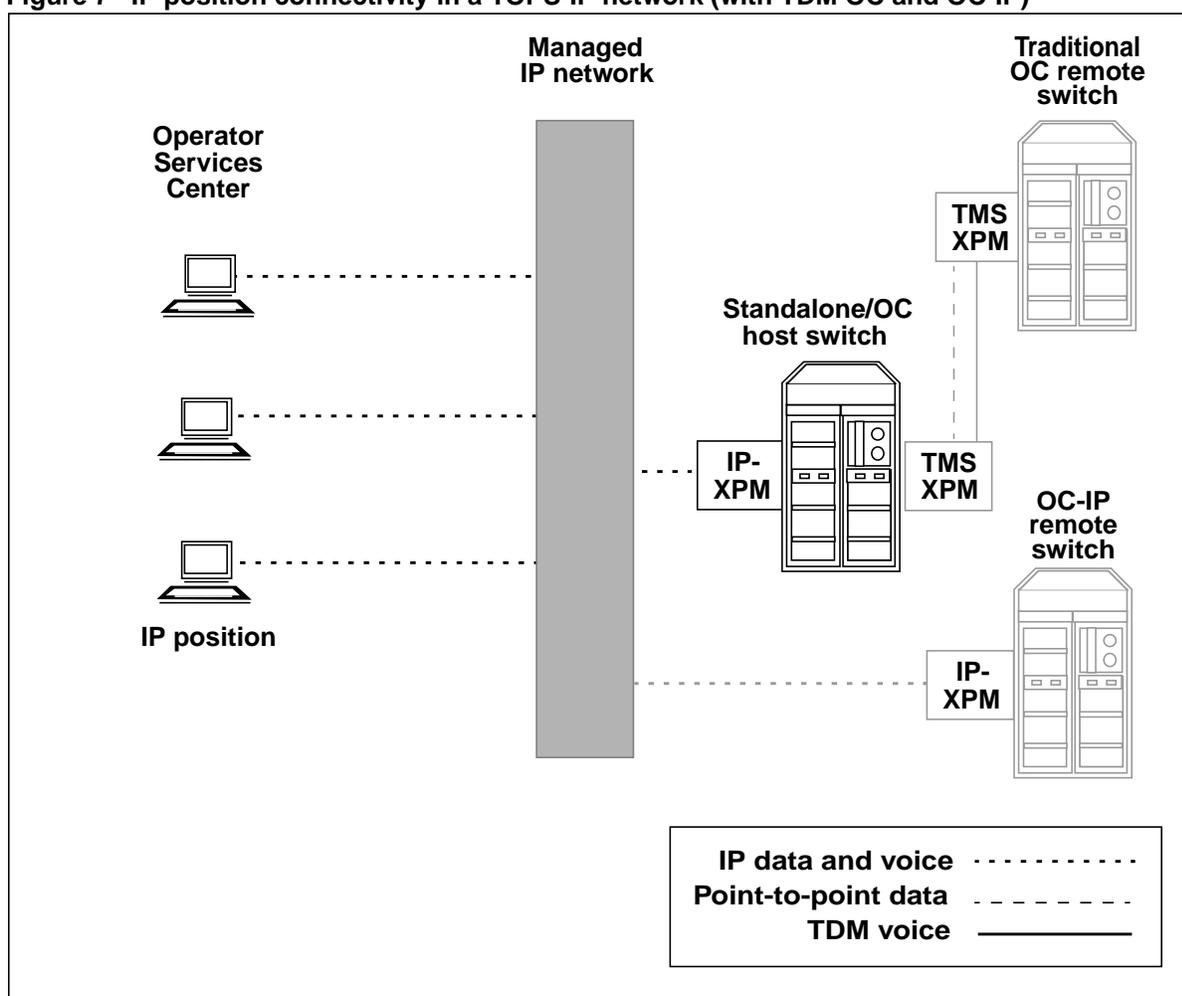 Figure 7 IP position connectivity in a TOPS-IP network (with TDM OC and OC-IP)
Managed
IP network
Traditional
OC remote
switch
Operator
Services
Center
TMS
XPM
Standalone/OC
host switch
IP-
XPM
TMS
XPM
OC-IP
remote
switch
IP position
IP-
XPM
IP data and voice
Point-to-point data
TDM voice